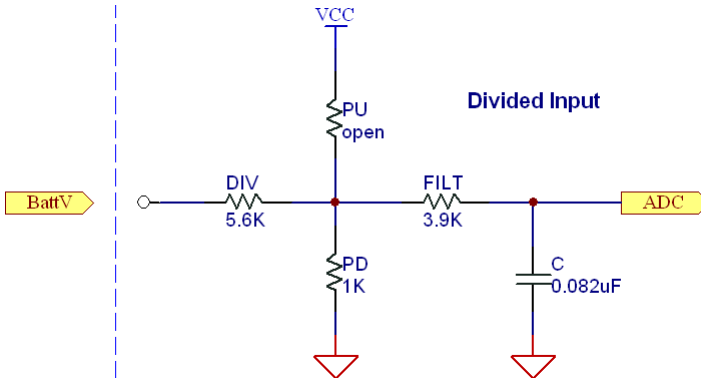 VCC
PU
open
Divided Input
BattV
DIV
5.6K
FILT
3.9K
ADC
PD
1K
C
0.082uF